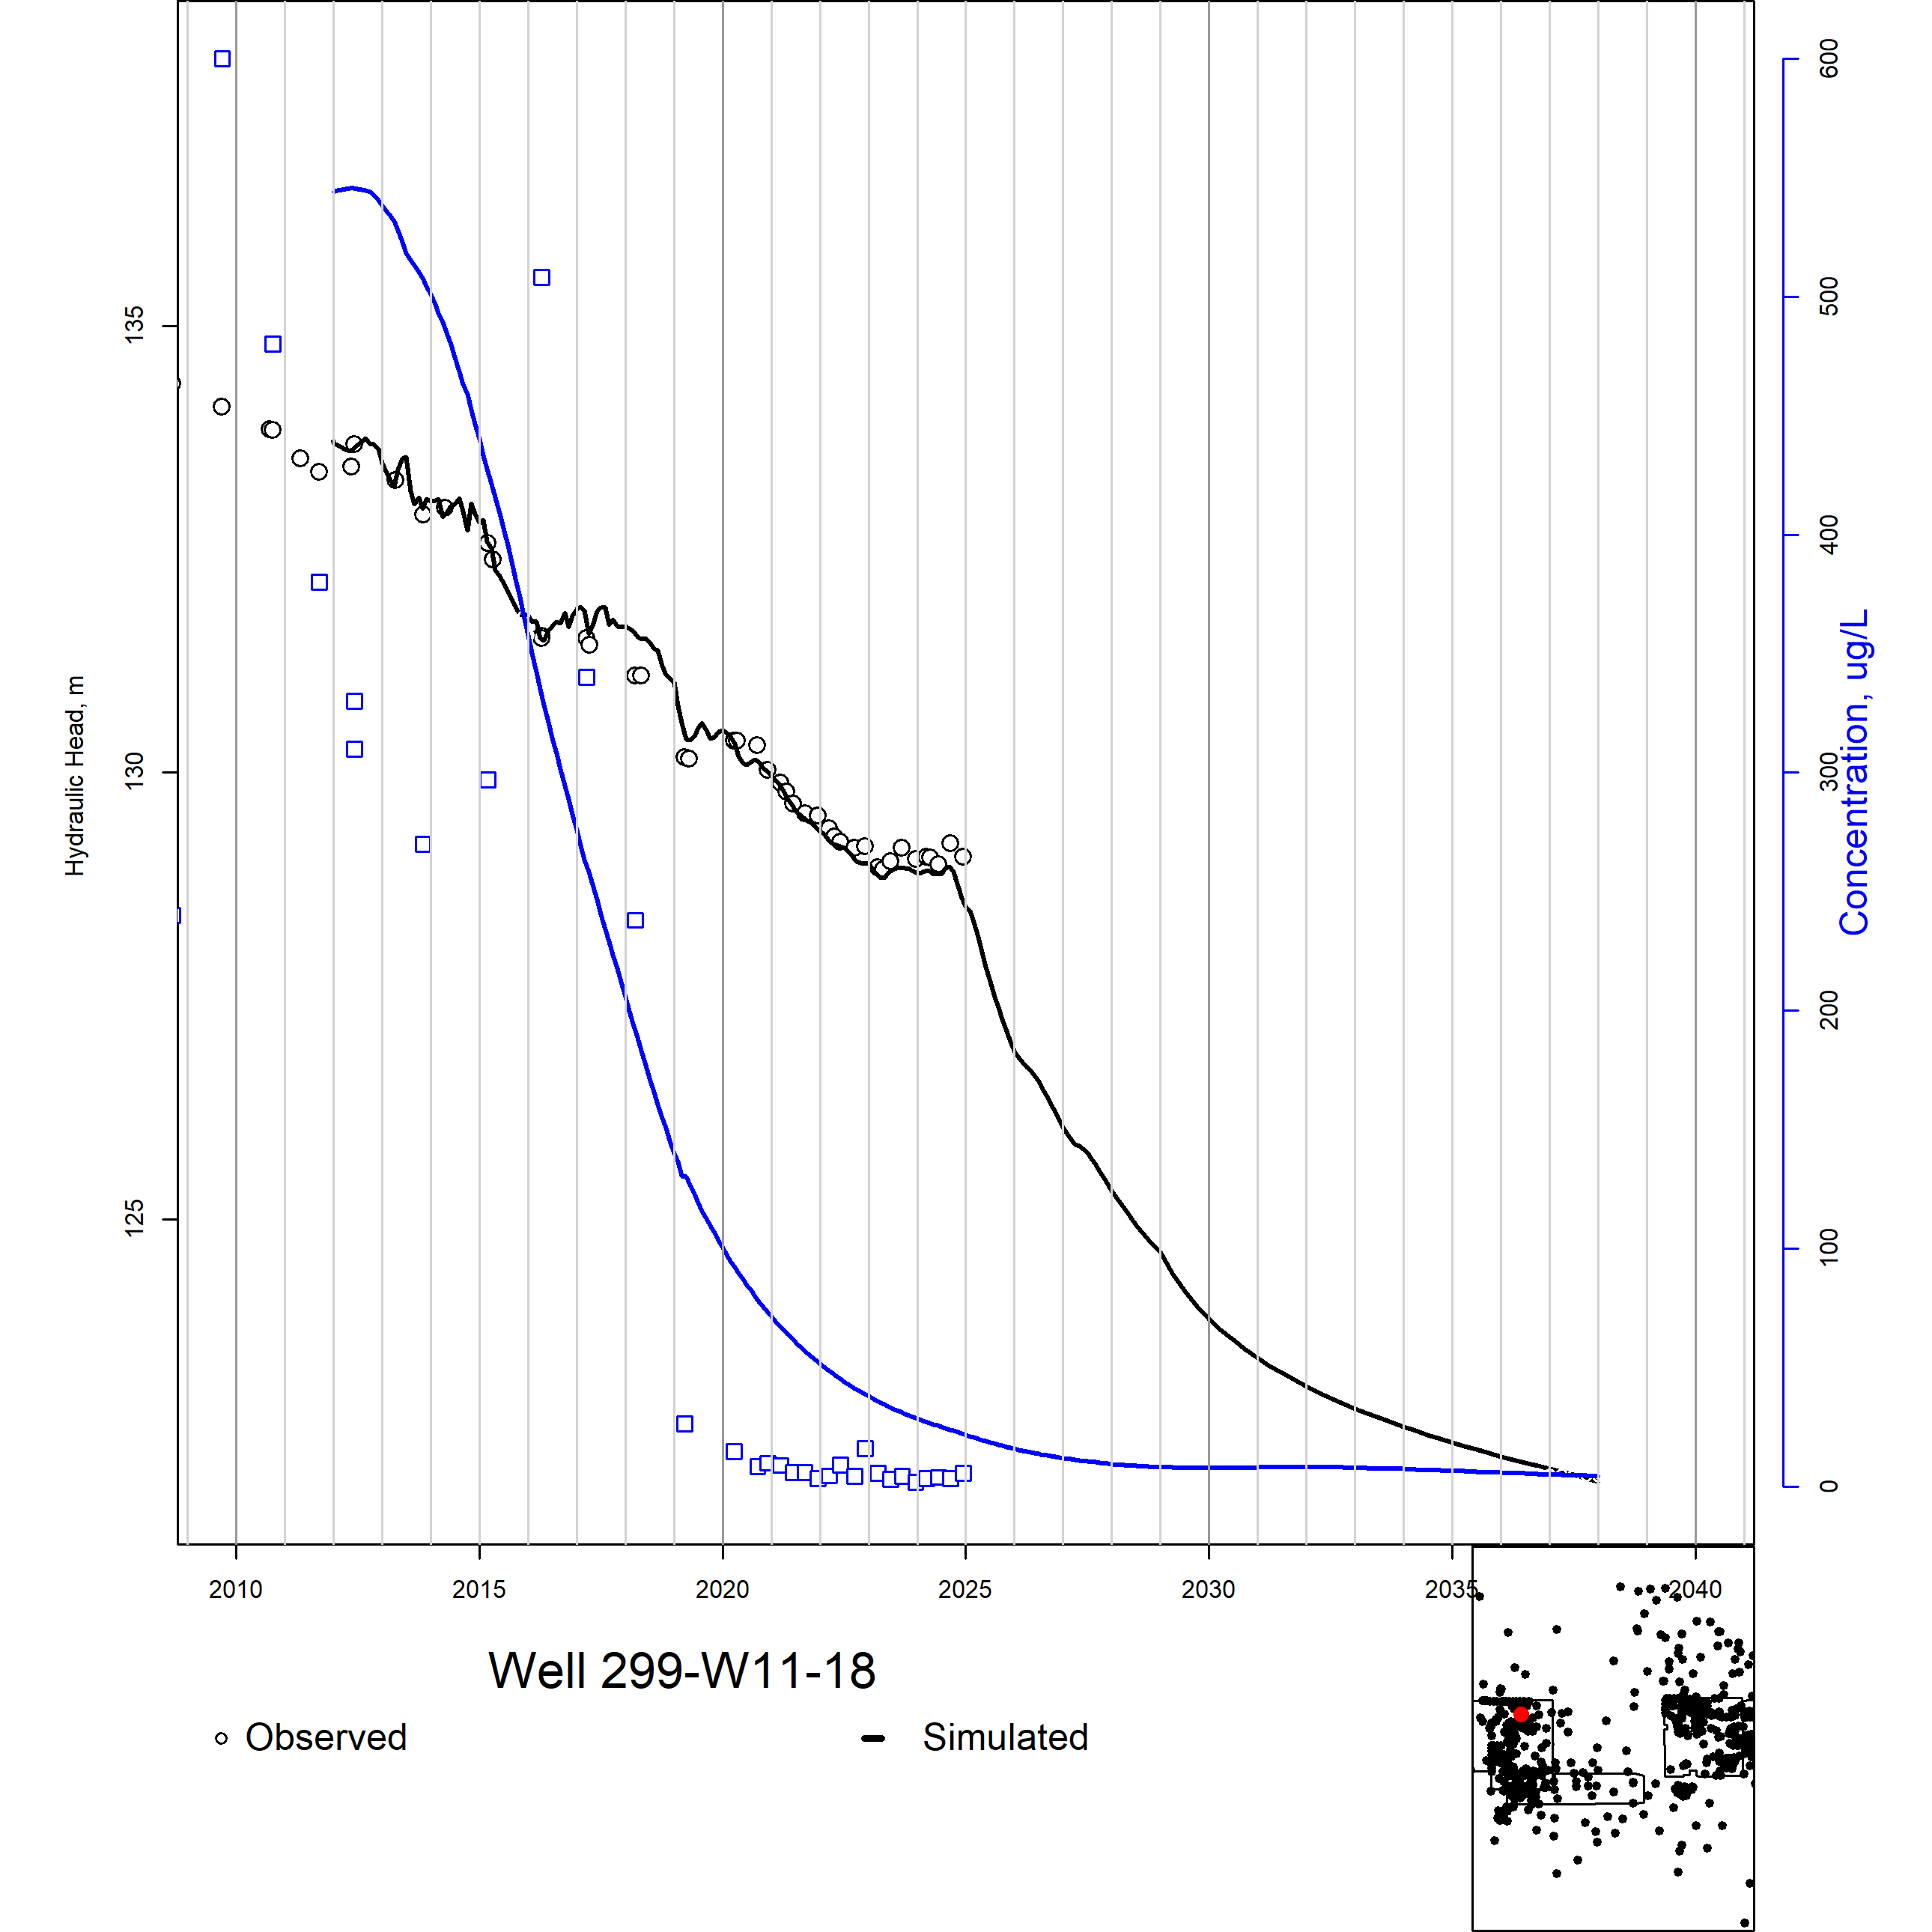 135
130
125
Hydraulic Head, m
600
500
400
300
200
100
0
Concentration, ug/L
2010 2015 2020 2025 2030 2035 2040
Well 299-W11-18
Observed Simulated